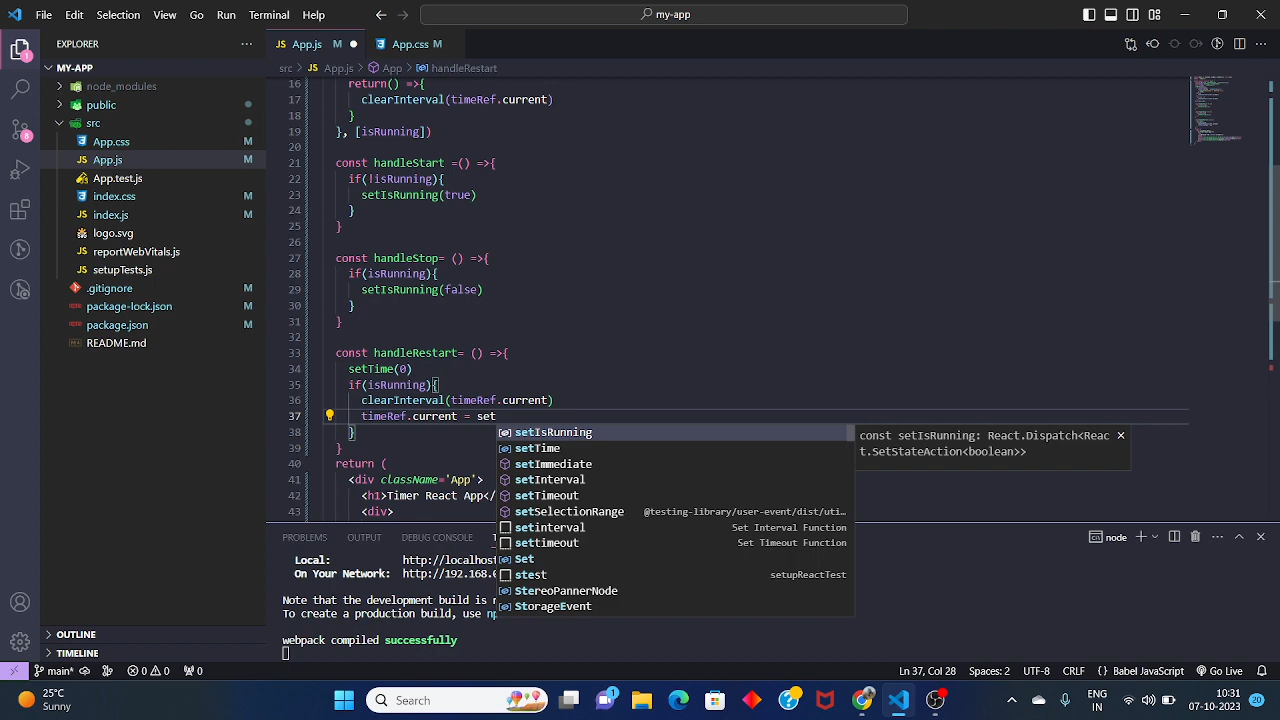 File Edit Selection View Go Run Terminal Help
my-app
EXPLORER
MY-APP
node_modules
public
src
App.css M
App.js M
App.test.js
index.css M
index.js M
logo.svg
reportWebVitals.js
setupTests.js
.gitignore M
package-lock.json M
package.json M
README.md
OUTLINE
TIMELINE
1
8
JS App.js M
App.css M
src > JS App.js > App > handleRestart
16 return() =>{
17 clearInterval(timeRef.current)
18 }
19 }, [isRunning])
20
21 const handleStart =() =>{
22 if(!isRunning){
23 setIsRunning(true)
24 }
25 }
26
27 const handleStop= () =>{
28 if(isRunning){
29 setIsRunning(false)
30 }
31 }
32
33 const handleRestart= () =>{
34 setTime(0)
35 if(isRunning){
36 clearInterval(timeRef.current)
37 timeRef.current = set
38 }
39 }
40 return (
41 <div className='App'>
42 <h1>Timer React App</
43 <div>
setIsRunning
setTime
setImmediate
setInterval
setTimeout
setSelectionRange @testing-library/user-event/dist/uti…
setinterval Set Interval Function
settimeout Set Timeout Function
Set
stest setupReactTest
StereoPannerNode
StorageEvent
const setIsRunning: React.Dispatch<Reac
t.SetStateAction<boolean>>
PROBLEMS OUTPUT DEBUG CONSOLE
node
Local: http://localhos
On Your Network: http://192.168.
Note that the development build is
To create a production build, use np
webpack compiled successfully
main* 0 0 0
Ln 37, Col 28 Spaces: 2 UTF-8 CRLF {} Babel JavaScript Go Live
25°C
Sunny
Search
1
ENG
IN
10:31
07-10-2023
20